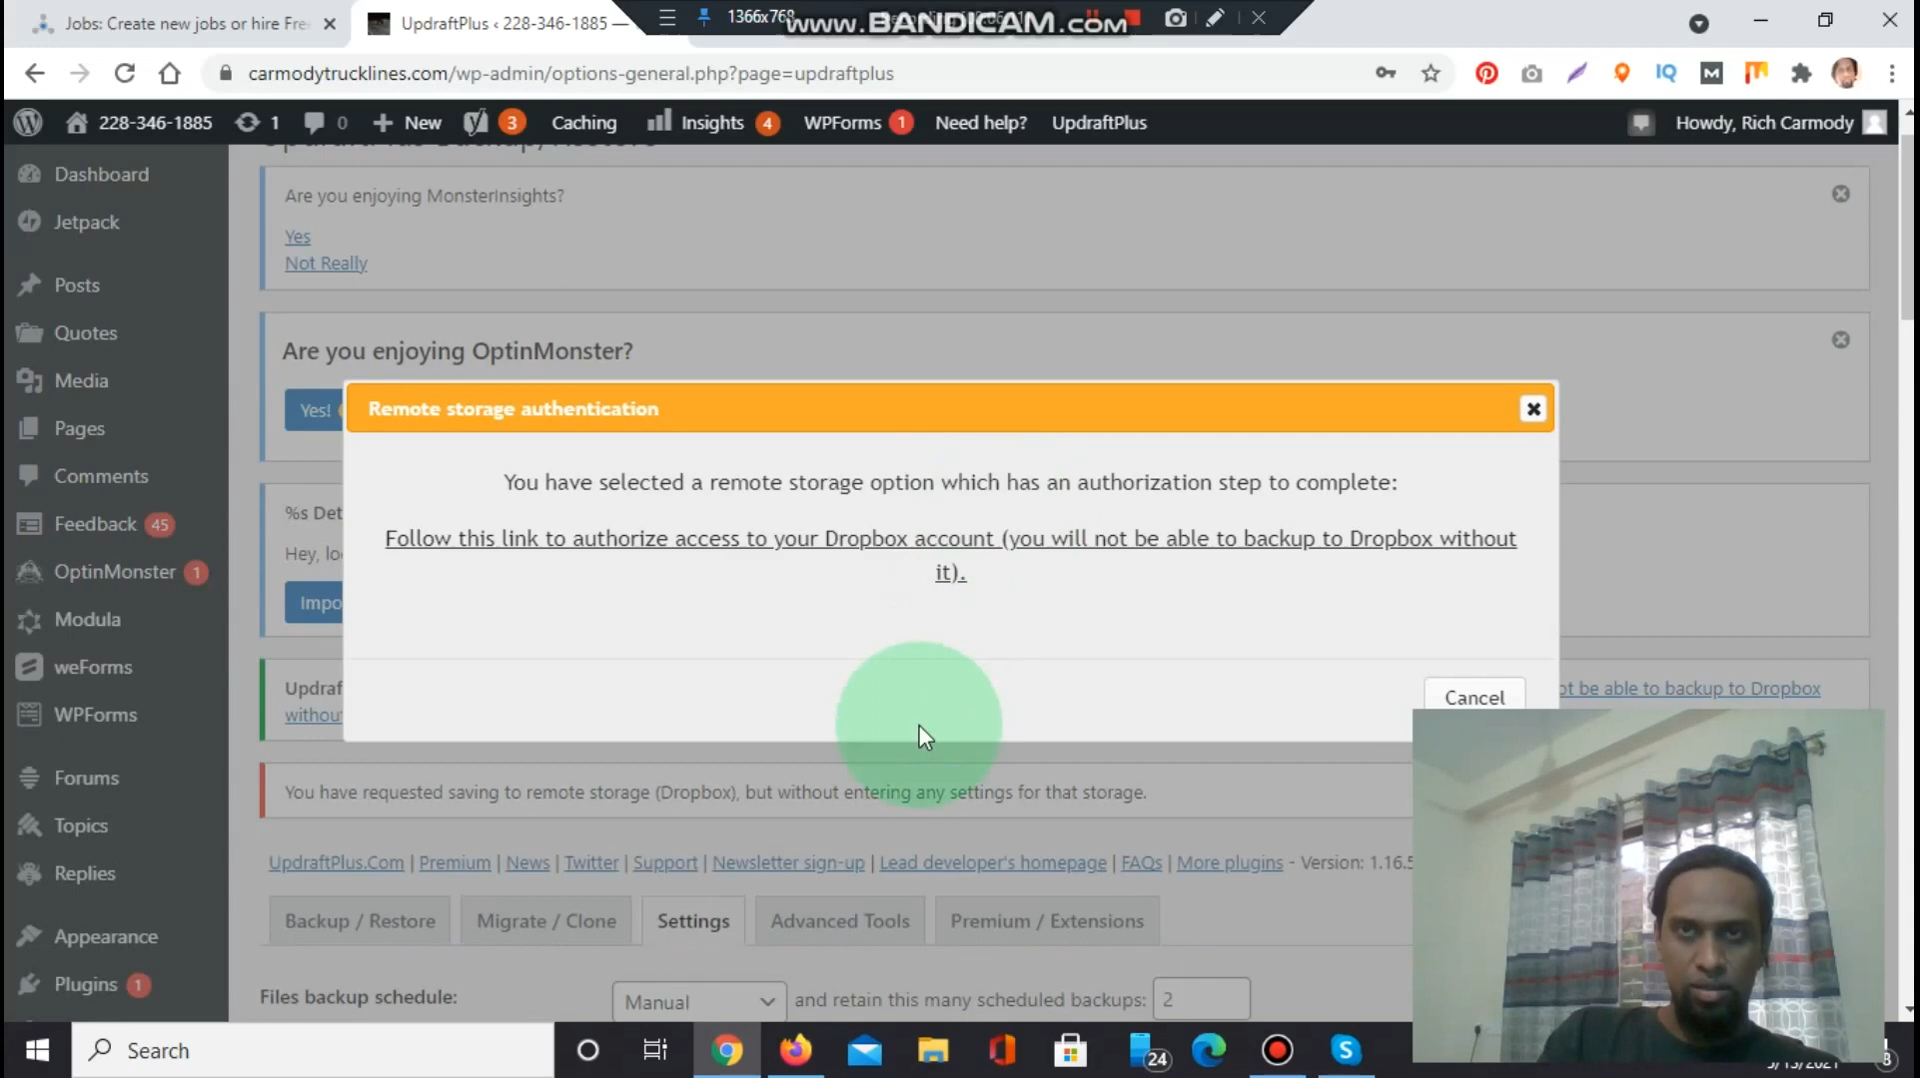 Jobs: Create new jobs or hire Fre
UpdraftPlus ‹ 228-346-1885 —
1366x768
www.BANDICAM.com
carmodytrucklines.com/wp-admin/options-general.php?page=updraftplus
IQ
M
228-346-1885
1
0
New
3
Caching
Insights
4
WPForms
1
Need help?
UpdraftPlus
Howdy, Rich Carmody
Dashboard
Jetpack
Posts
Quotes
Media
Pages
Comments
Feedback 45
OptinMonster 1
Modula
weForms
WPForms
Forums
Topics
Replies
Appearance
Plugins 1
Are you enjoying MonsterInsights?
Yes
Not Really
Are you enjoying OptinMonster?
Yes!
%s Det
Hey, lo
Impo
Remote storage authentication
You have selected a remote storage option which has an authorization step to complete:
Follow this link to authorize access to your Dropbox account (you will not be able to backup to Dropbox without
it).
Cancel
Updraf
ot be able to backup to Dropbox
withou
You have requested saving to remote storage (Dropbox), but without entering any settings for that storage.
UpdraftPlus.Com | Premium | News | Twitter | Support | Newsletter sign-up | Lead developer's homepage | FAQs | More plugins - Version: 1.16.5
Backup / Restore
Migrate / Clone
Settings
Advanced Tools
Premium / Extensions
Files backup schedule:
Manual
and retain this many scheduled backups:
2
Search
24